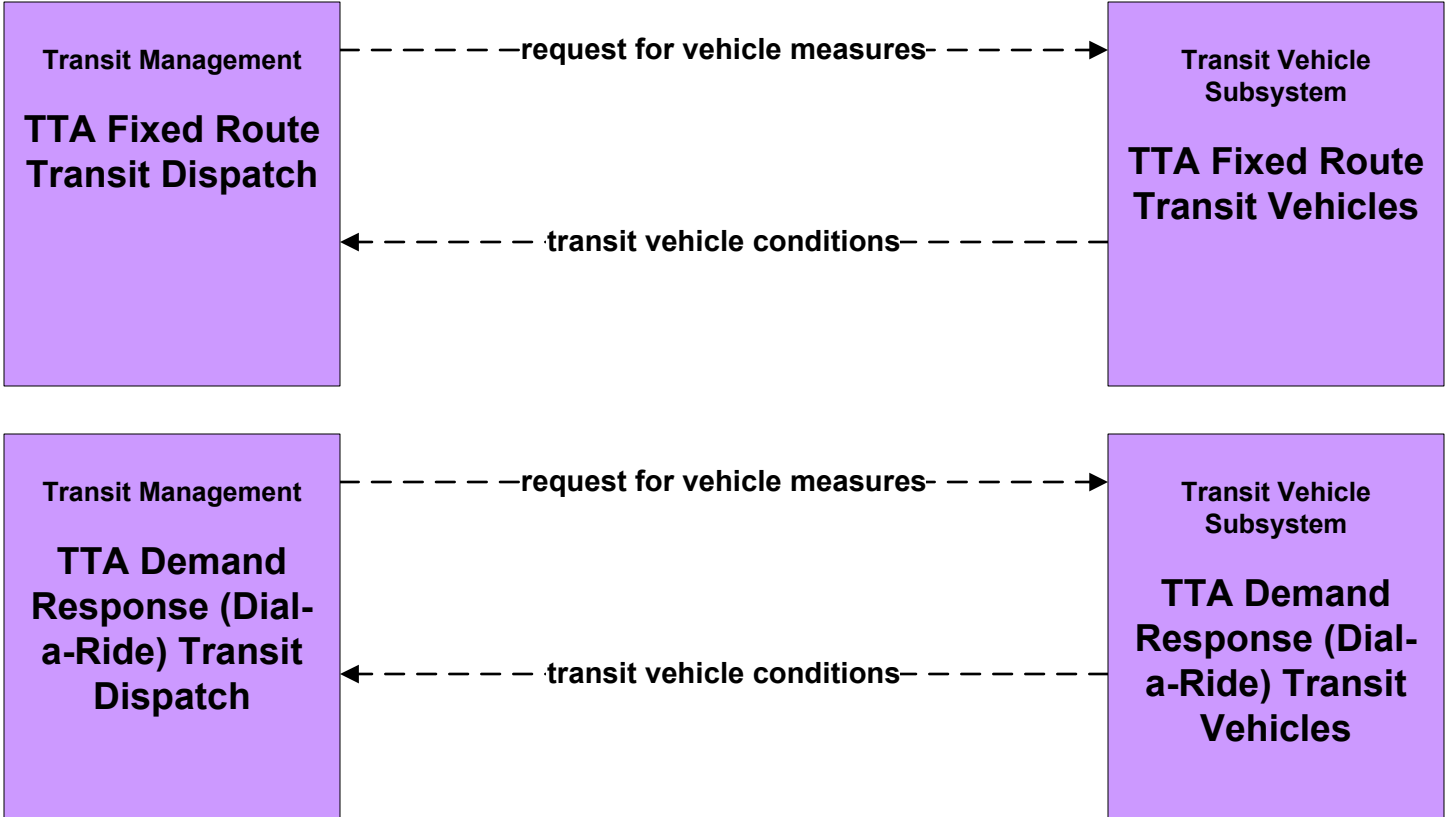 Transit Management
TTA Fixed Route
Transit Dispatch
request for vehicle measures
transit vehicle conditions
Transit Vehicle
Subsystem
TTA Fixed Route
Transit Vehicles
Transit Management
TTA Demand
Response (Dial-
a-Ride) Transit
Dispatch
request for vehicle measures
transit vehicle conditions
Transit Vehicle
Subsystem
TTA Demand
Response (Dial-
a-Ride) Transit
Vehicles